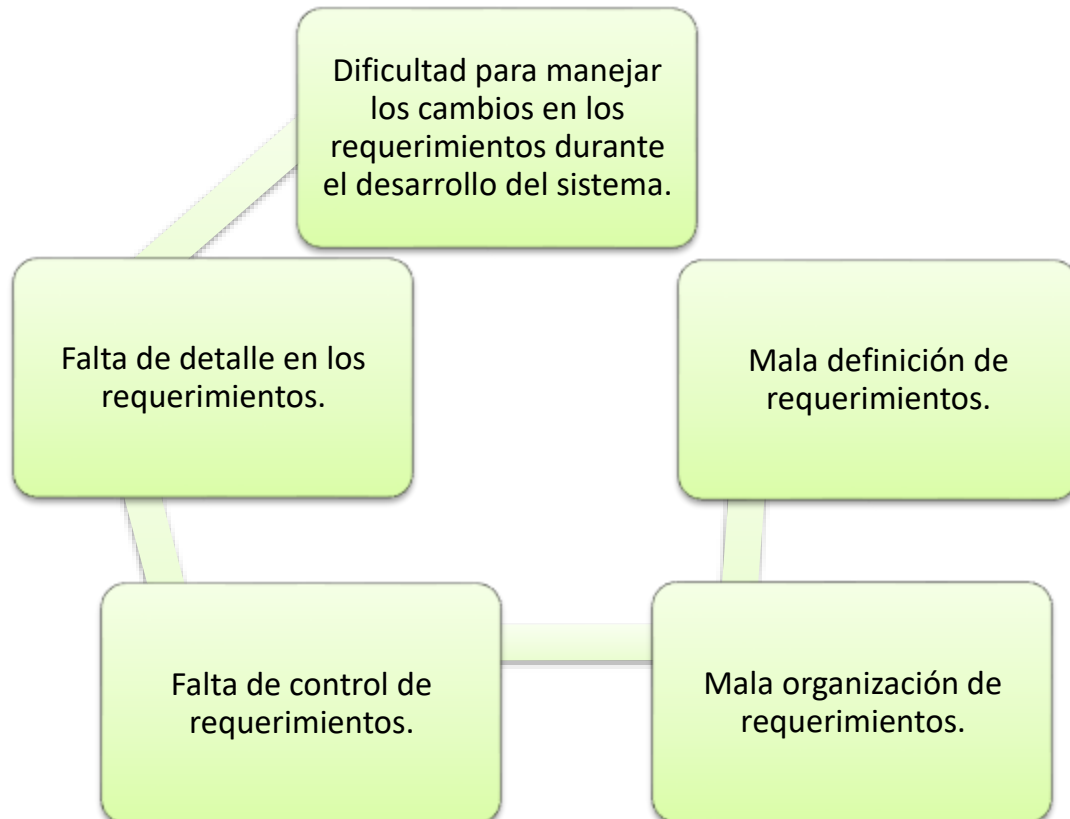 Dificultad para manejar
los cambios en los
requerimientos durante
el desarrollo del sistema.
Falta de detalle en los
requerimientos.
Mala definición de
requerimientos.
Falta de control de
requerimientos.
Mala organización de
requerimientos.